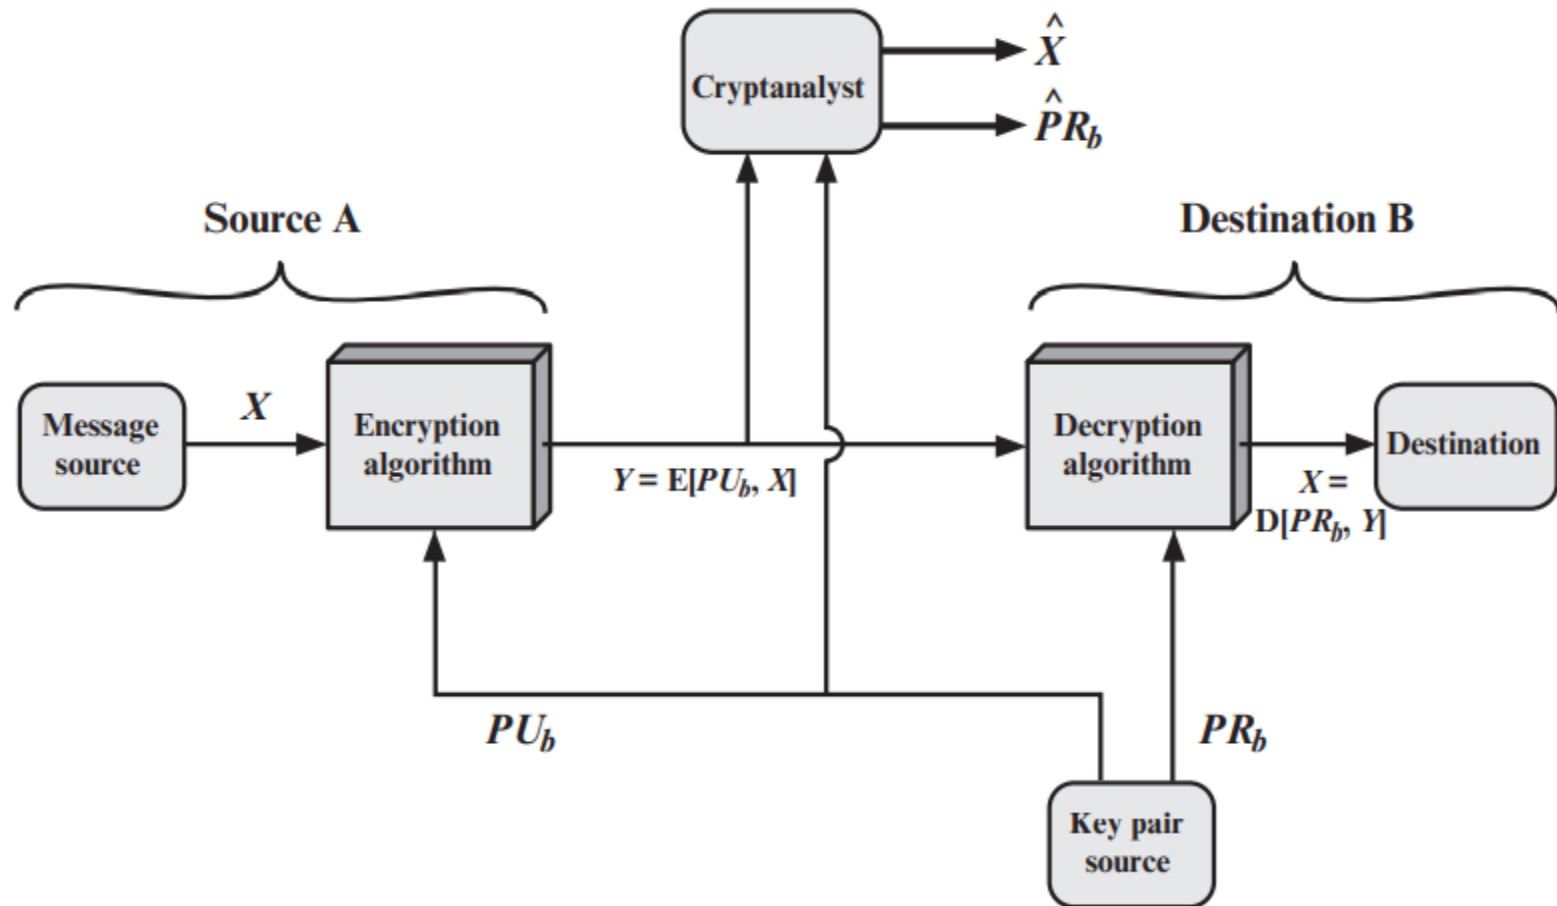 Cryptanalyst
X̂
P̂R_b
Source A
Destination B
Message
source
X
Encryption
algorithm
Y = E[PU_b, X]
Decryption
algorithm
X =
D[PR_b, Y]
Destination
PU_b
PR_b
Key pair
source